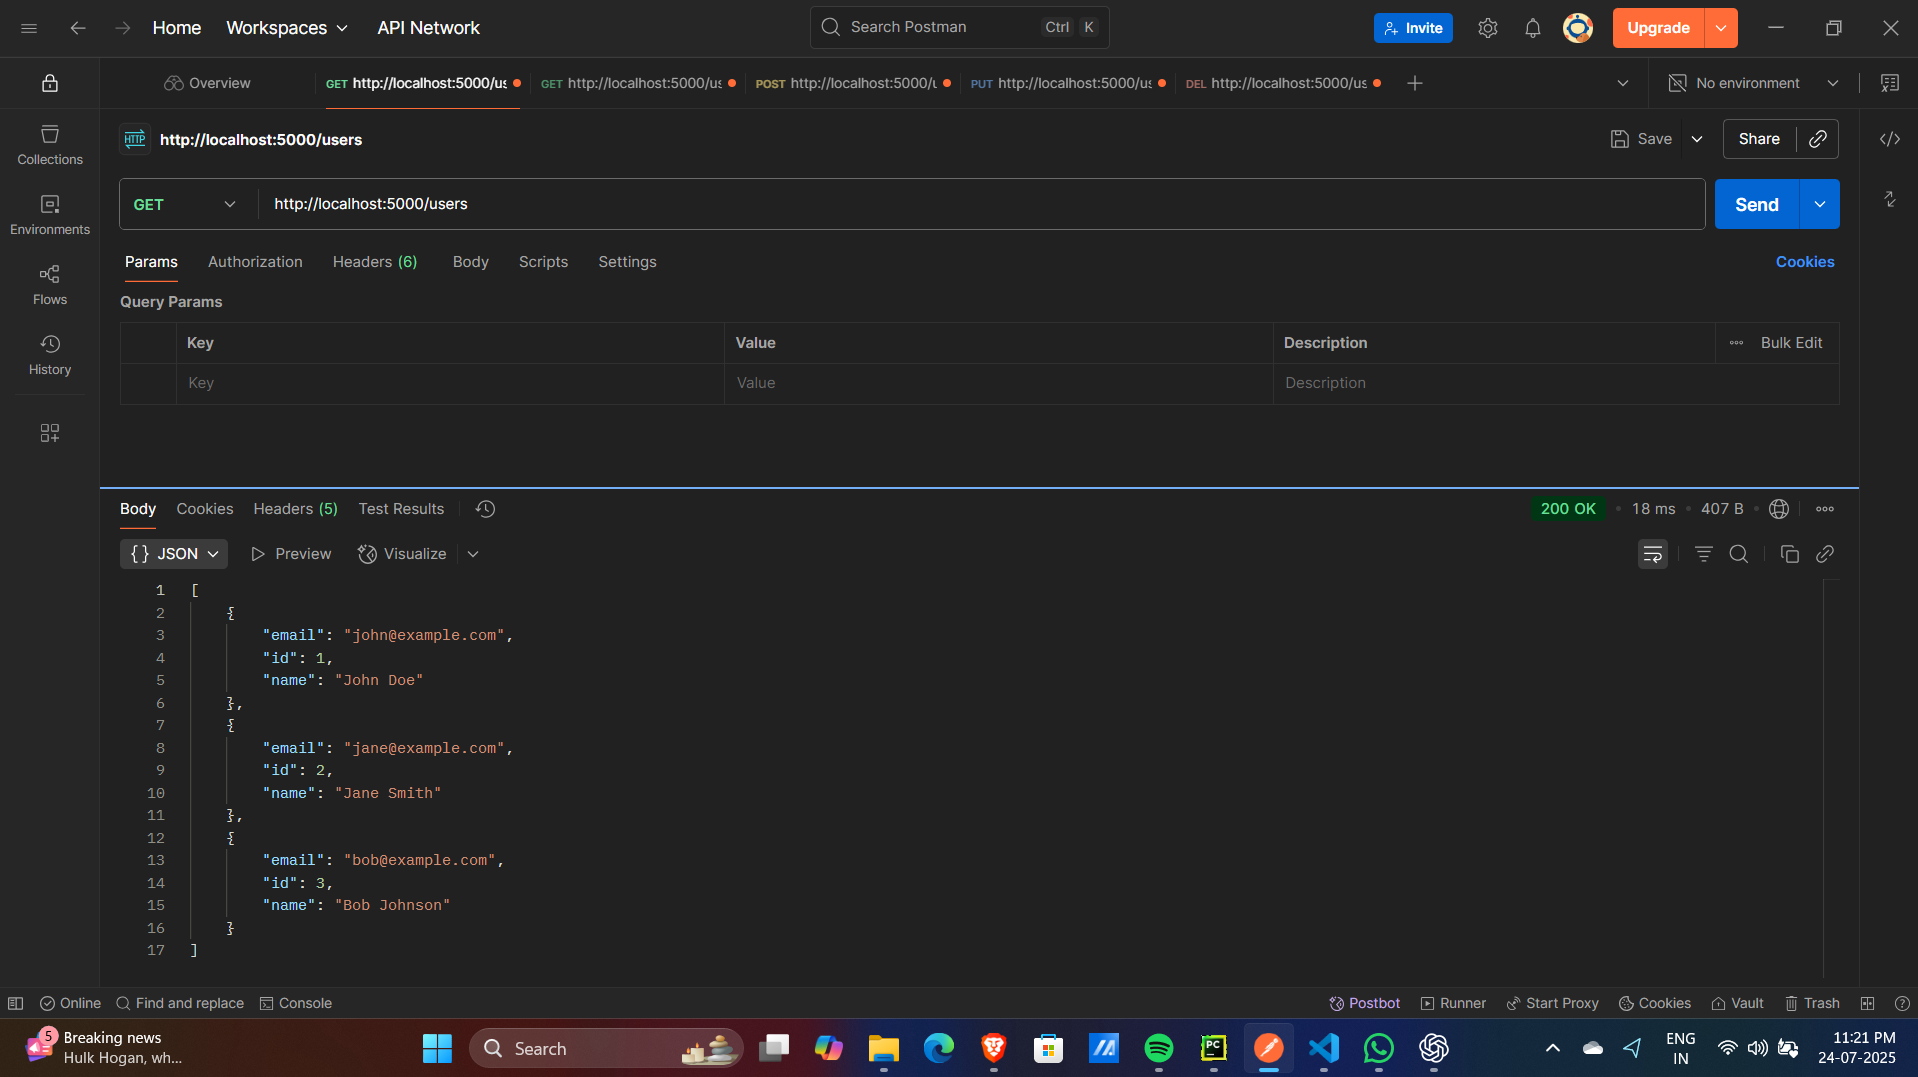 Home Workspaces API Network Search Postman Ctrl K Invite Upgrade
Overview GET http://localhost:5000/us GET http://localhost:5000/us POST http://localhost:5000/u PUT http://localhost:5000/us DEL http://localhost:5000/us No environment
HTTP http://localhost:5000/users Save Share
Collections
Environments
Flows
History
GET http://localhost:5000/users Send
Params Authorization Headers (6) Body Scripts Settings Cookies
Query Params
Key Value Description Bulk Edit
Key Value Description
Body Cookies Headers (5) Test Results 200 OK • 18 ms • 407 B •
{} JSON Preview Visualize
1 [
2 {
3 "email": "john@example.com",
4 "id": 1,
5 "name": "John Doe"
6 },
7 {
8 "email": "jane@example.com",
9 "id": 2,
10 "name": "Jane Smith"
11 },
12 {
13 "email": "bob@example.com",
14 "id": 3,
15 "name": "Bob Johnson"
16 }
17 ]
Online Find and replace Console Postbot Runner Start Proxy Cookies Vault Trash
5 Breaking news
Hulk Hogan, wh...
Search
PC
ENG
IN
11:21 PM
24-07-2025